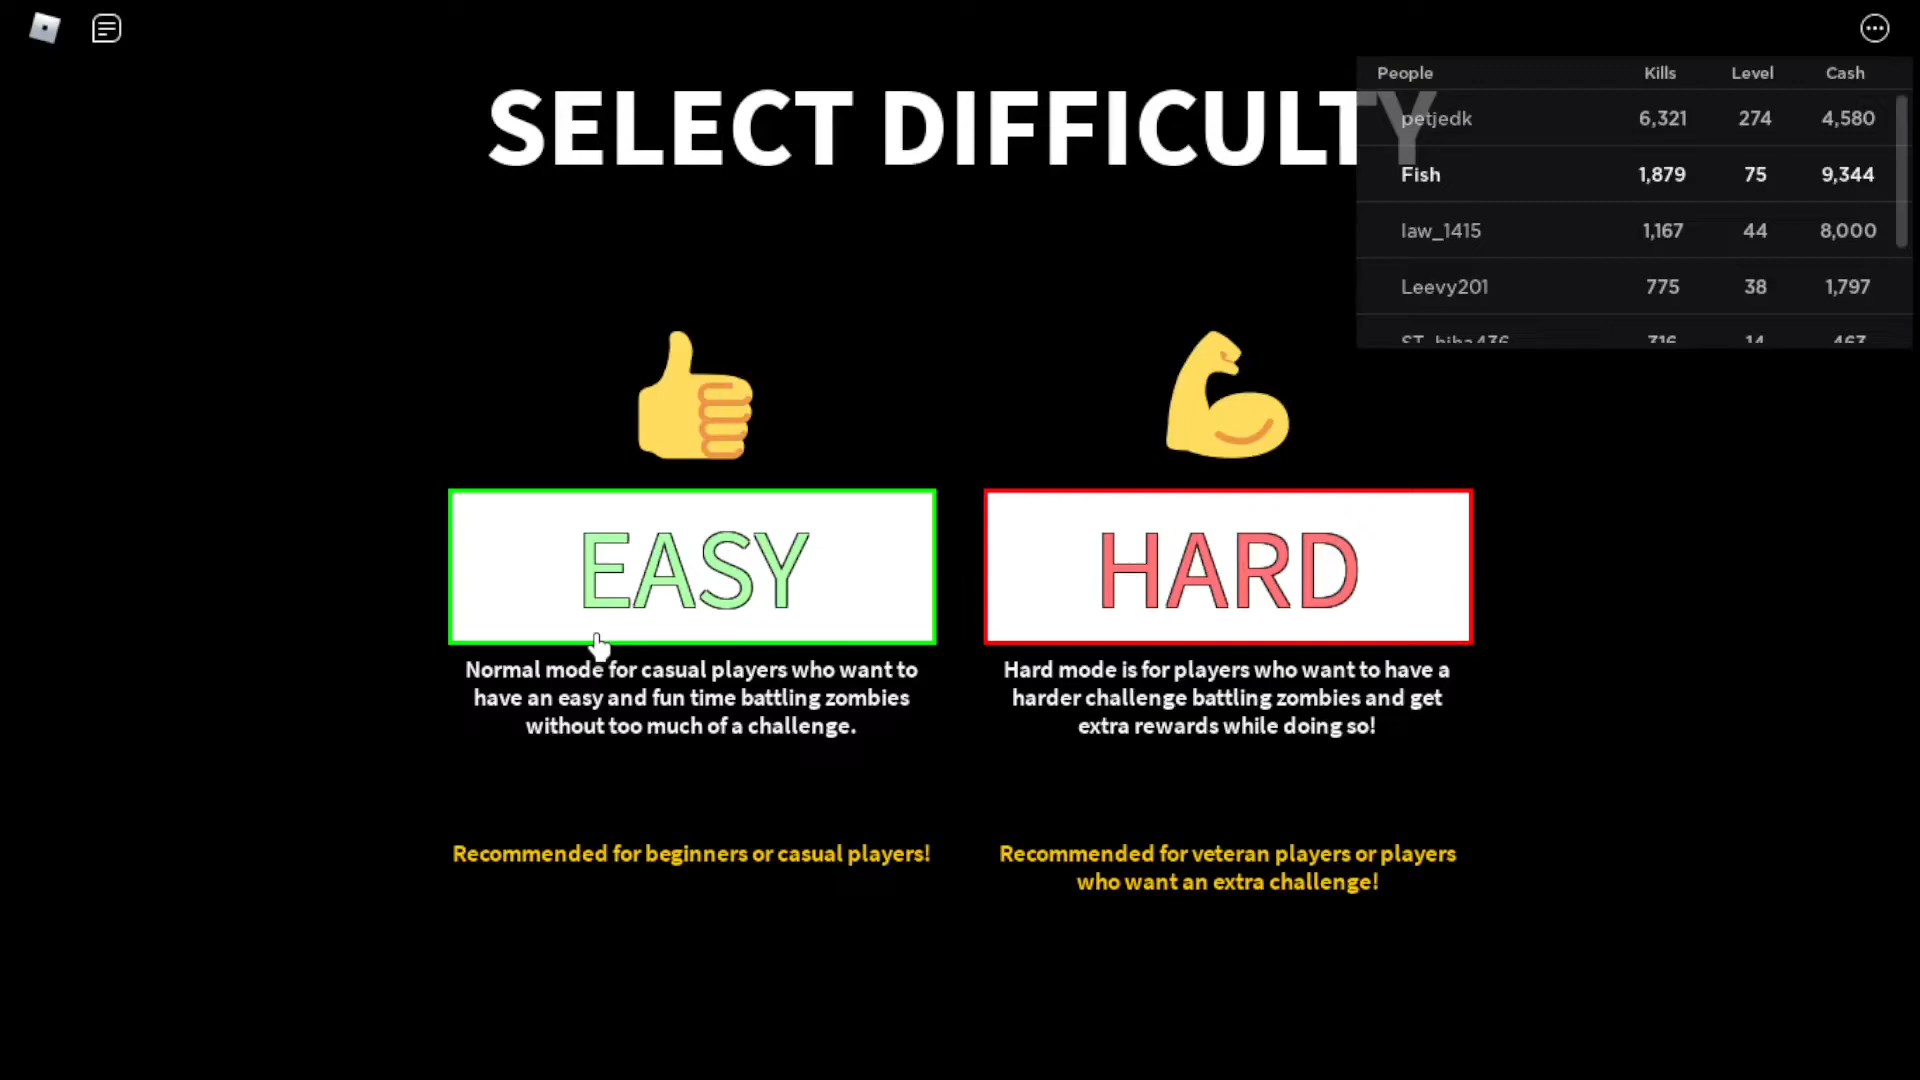 SELECT DIFFICULTY
People Kills Level Cash
petjedk 6,321 274 4,580
Fish 1,879 75 9,344
law_1415 1,167 44 8,000
Leevy201 775 38 1,797
716 14 463
EASY
HARD
Normal mode for casual players who want to
have an easy and fun time battling zombies
without too much of a challenge.
Hard mode is for players who want to have a
harder challenge battling zombies and get
extra rewards while doing so!
Recommended for beginners or casual players!
Recommended for veteran players or players
who want an extra challenge!